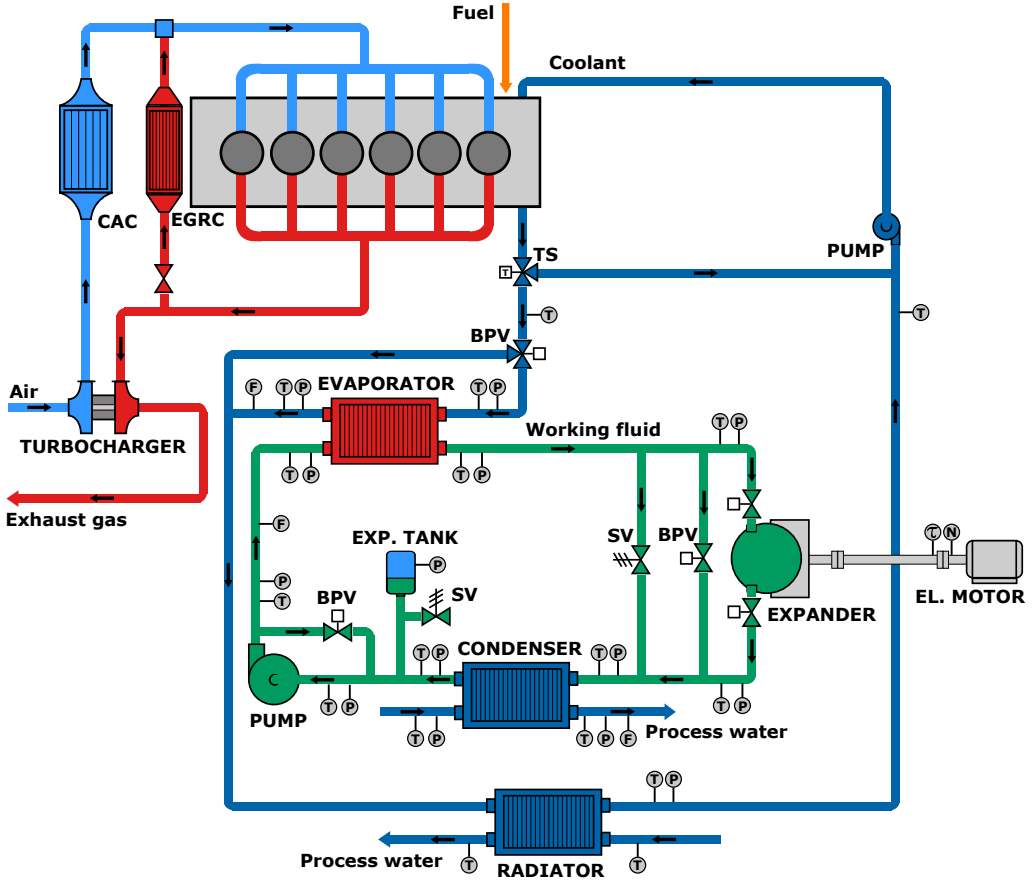 Fuel
Coolant
CAC
EGRC
PUMP
TS
T
T
T
BPV
EVAPORATOR
F
T
P
T
P
Air
TURBOCHARGER
Working fluid
T
P
T
P
T
P
Exhaust gas
F
SV
BPV
τ
N
EXP. TANK
P
P
T
BPV
SV
EXPANDER
EL. MOTOR
CONDENSER
T
P
T
P
PUMP
T
P
T
P
T
P
T
P
F
Process water
T
P
Process water
T
T
RADIATOR